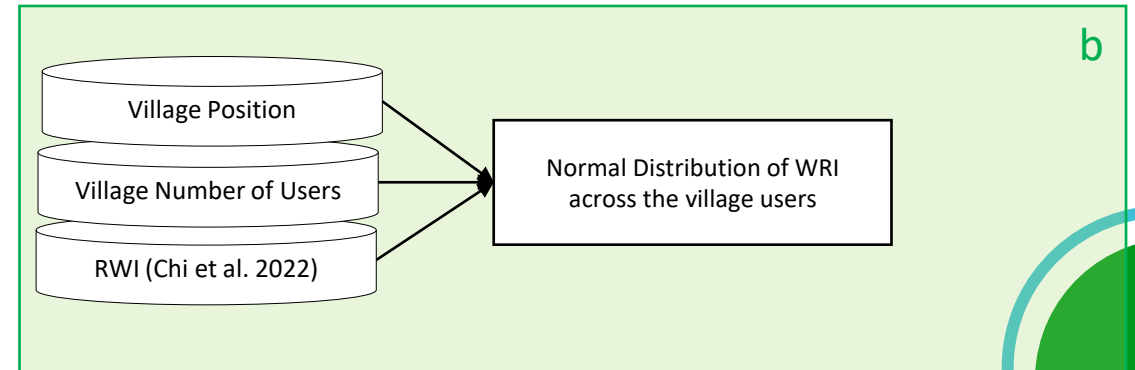 b
Village Position
Village Number of Users
RWI (Chi et al. 2022)
Normal Distribution of WRI
across the village users